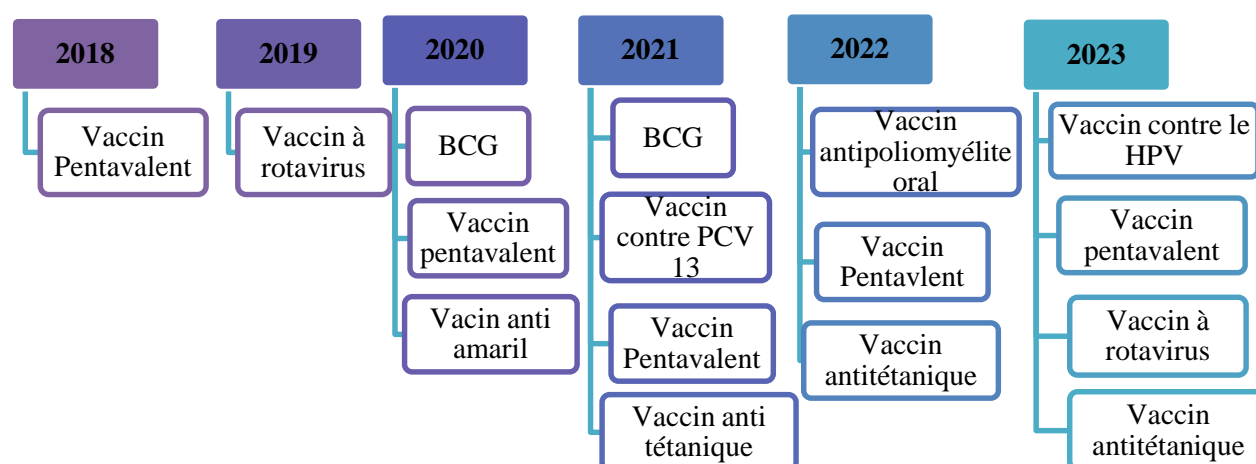 2018
Vaccin
Pentavalent
2019
Vaccin à
rotavirus
2020
BCG
Vaccin
pentavalent
Vacin anti
amaril
2021
BCG
Vaccin
contre PCV
13
Vaccin
Pentavalent
Vaccin anti
tétanique
2022
Vaccin
antipoliomyélite
oral
Vaccin
Pentavlent
Vaccin
antitétanique
2023
Vaccin contre le
HPV
Vaccin
pentavalent
Vaccin à
rotavirus
Vaccin
antitétanique